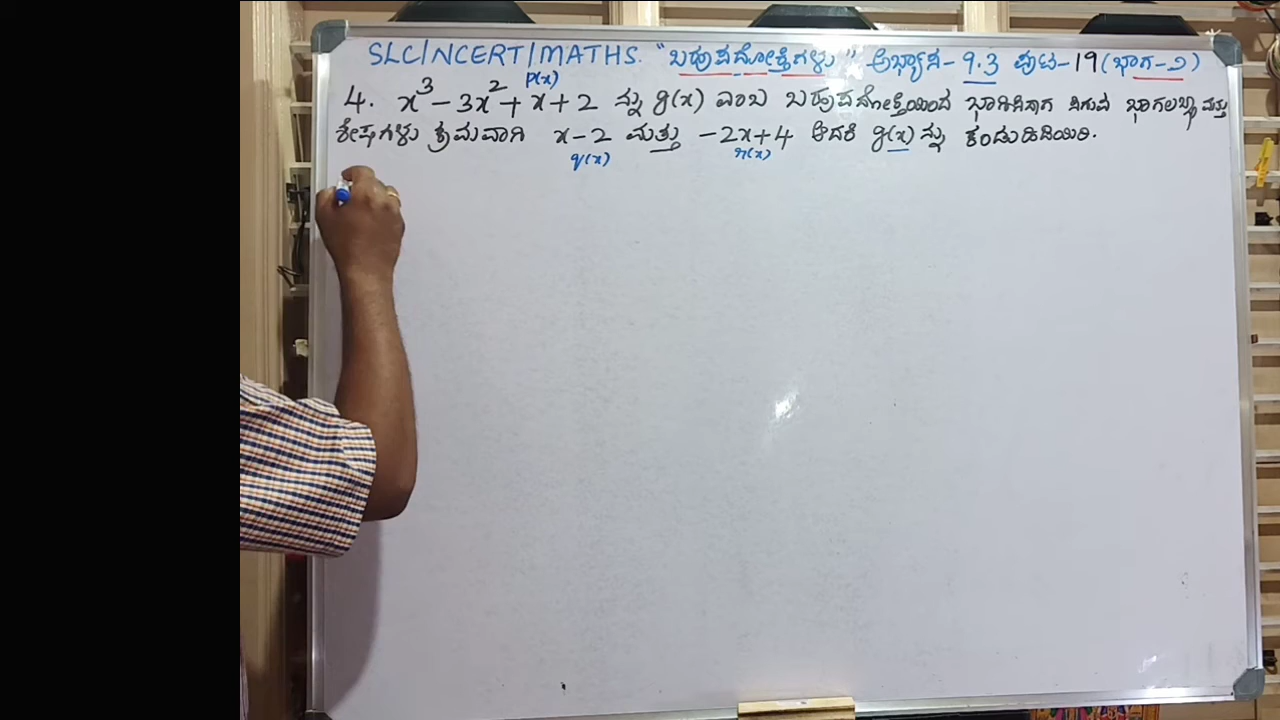 SLC/NCERT/MATHS. "ಬಹುಪದೋಕ್ತಿಗಳು" ಅಭ್ಯಾಸ-9.3 ಪುಟ-19(ಭಾಗ-೨)
p(x)
4. x³-3x²+x+2 ನ್ನು g(x) ಎಂಬ ಬಹುಪದೋಕ್ತಿಯಿಂದ ಭಾಗಿಸಿದಾಗ ಸಿಗುವ ಭಾಗಲಬ್ಧ ಮತ್ತು
ಶೇಷಗಳು ಕ್ರಮವಾಗಿ x-2 ಮತ್ತು -2x+4 ಆದರೆ g(x) ನ್ನು ಕಂಡುಹಿಡಿಯಿರಿ.
q(x) r(x)